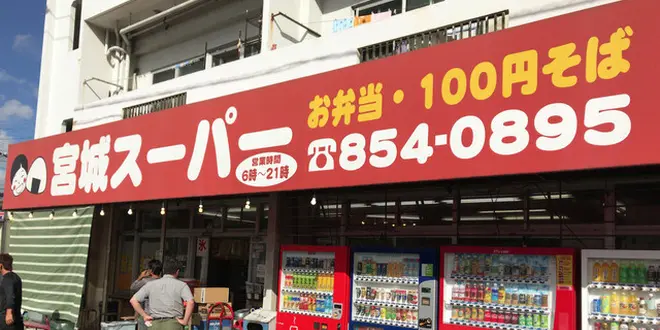 宮城スーパー
営業時間
6時〜21時
お弁当・100円そば
☎854-0895
氷